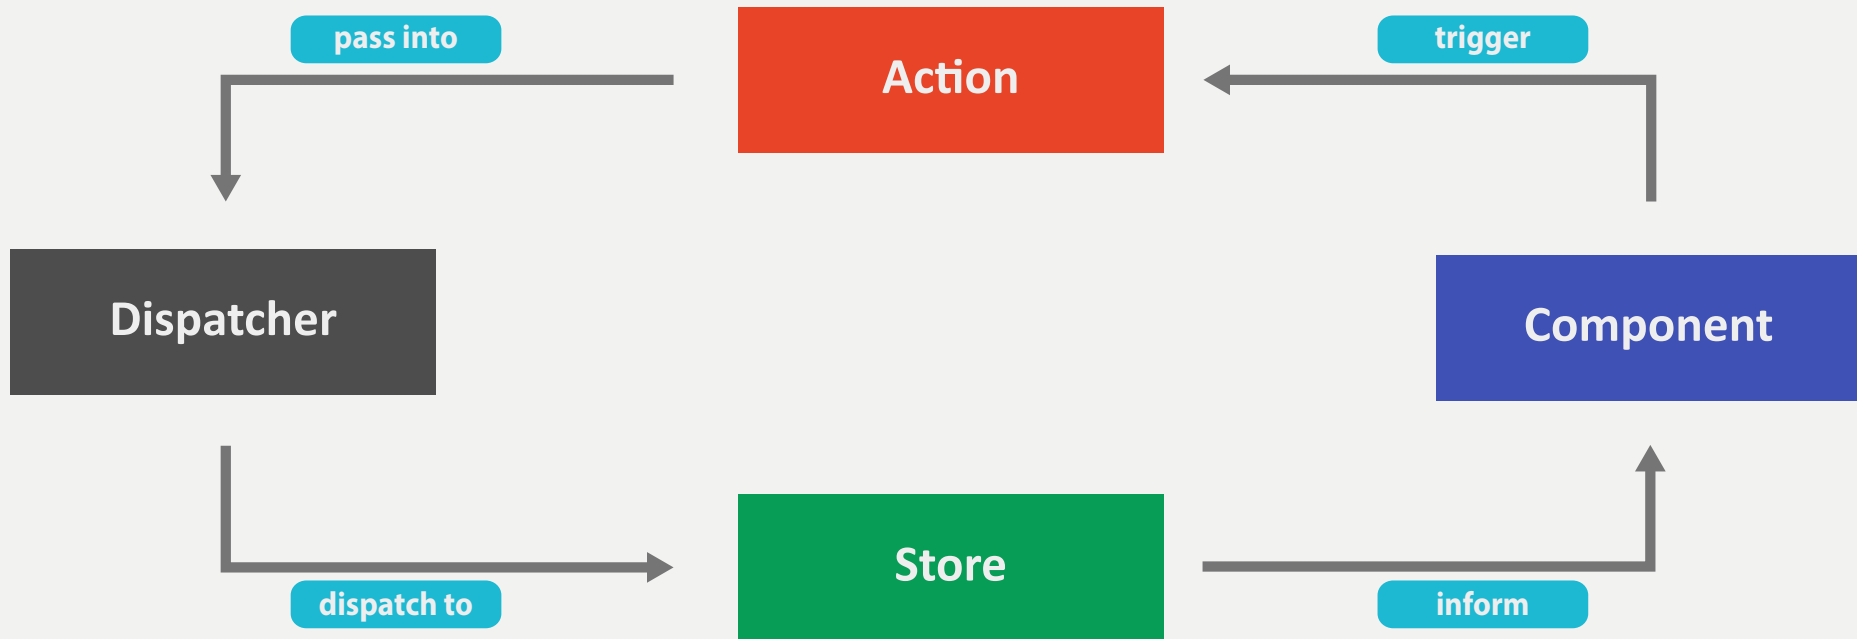 pass into
Action
trigger
Dispatcher
Component
dispatch to
Store
inform